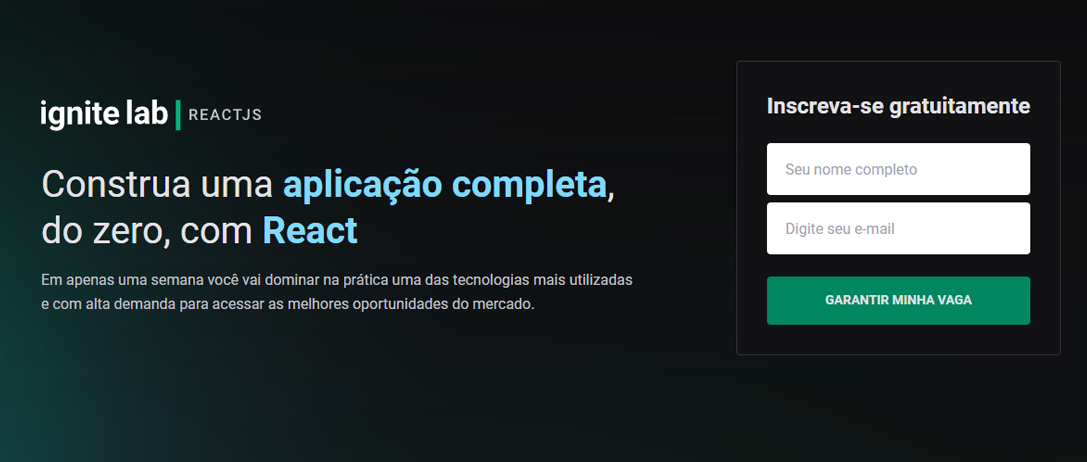 ignite lab | REACTJS
Construa uma aplicação completa,
do zero, com React
Em apenas uma semana você vai dominar na prática uma das tecnologias mais utilizadas
e com alta demanda para acessar as melhores oportunidades do mercado.
Inscreva-se gratuitamente
Seu nome completo
Digite seu e-mail
GARANTIR MINHA VAGA